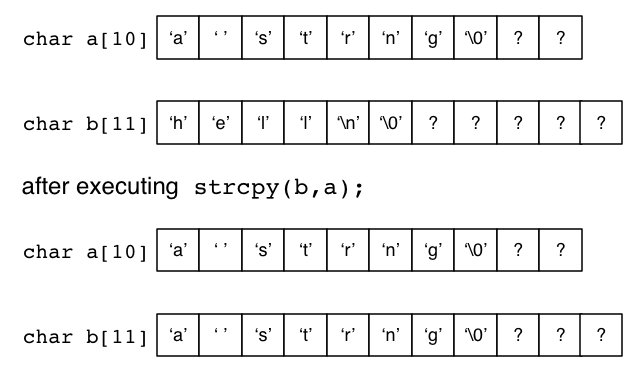 char a[10] ‘a’ ‘ ’ ‘s’ ‘t’ ‘r’ ‘n’ ‘g’ ‘\0’ ? ?
char b[11] ‘h’ ‘e’ ‘l’ ‘l’ ‘\n’ ‘\0’ ? ? ? ? ?
after executing strcpy(b,a);
char a[10] ‘a’ ‘ ’ ‘s’ ‘t’ ‘r’ ‘n’ ‘g’ ‘\0’ ? ?
char b[11] ‘a’ ‘ ’ ‘s’ ‘t’ ‘r’ ‘n’ ‘g’ ‘\0’ ? ? ?